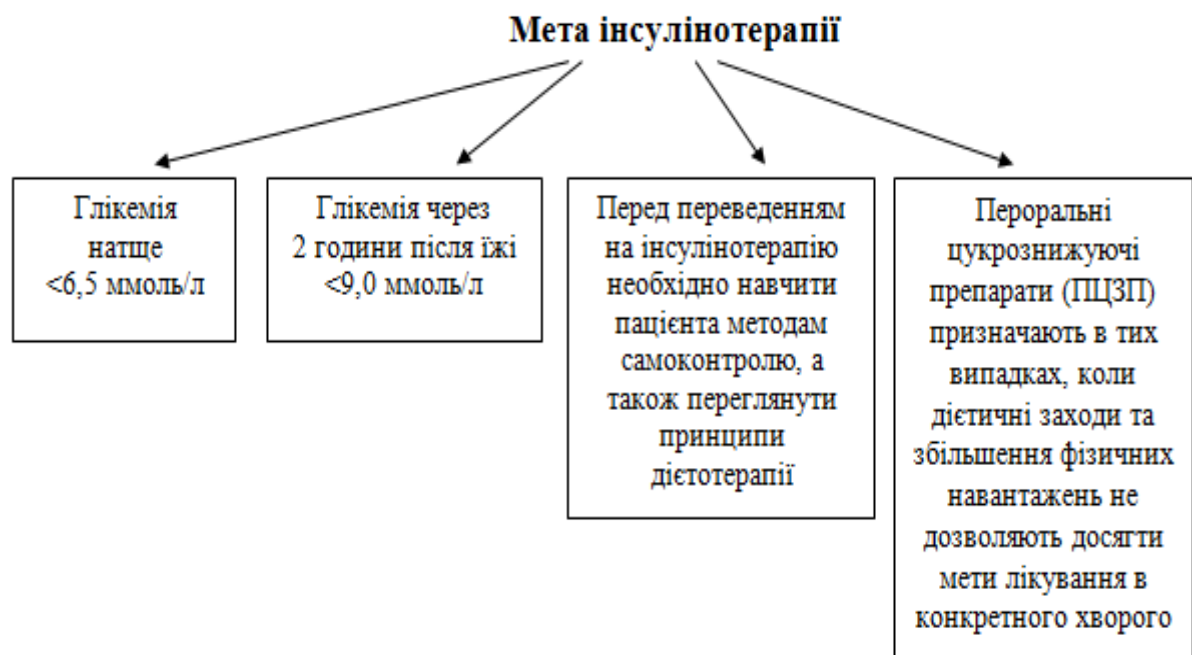 Мета інсулінотерапії
Глікемія
натще
<6,5 ммоль/л
Глікемія через
2 години після їжі
<9,0 ммоль/л
Перед переведенням
на інсулінотерапію
необхідно навчити
пацієнта методам
самоконтролю, а
також переглянути
принципи
дієтотерапії
Пероральні
цукрознижуючі
препарати (ПЦЗП)
призначають в тих
випадках, коли
дієтичні заходи та
збільшення фізичних
навантажень не
дозволяють досягти
мети лікування в
конкретного хворого